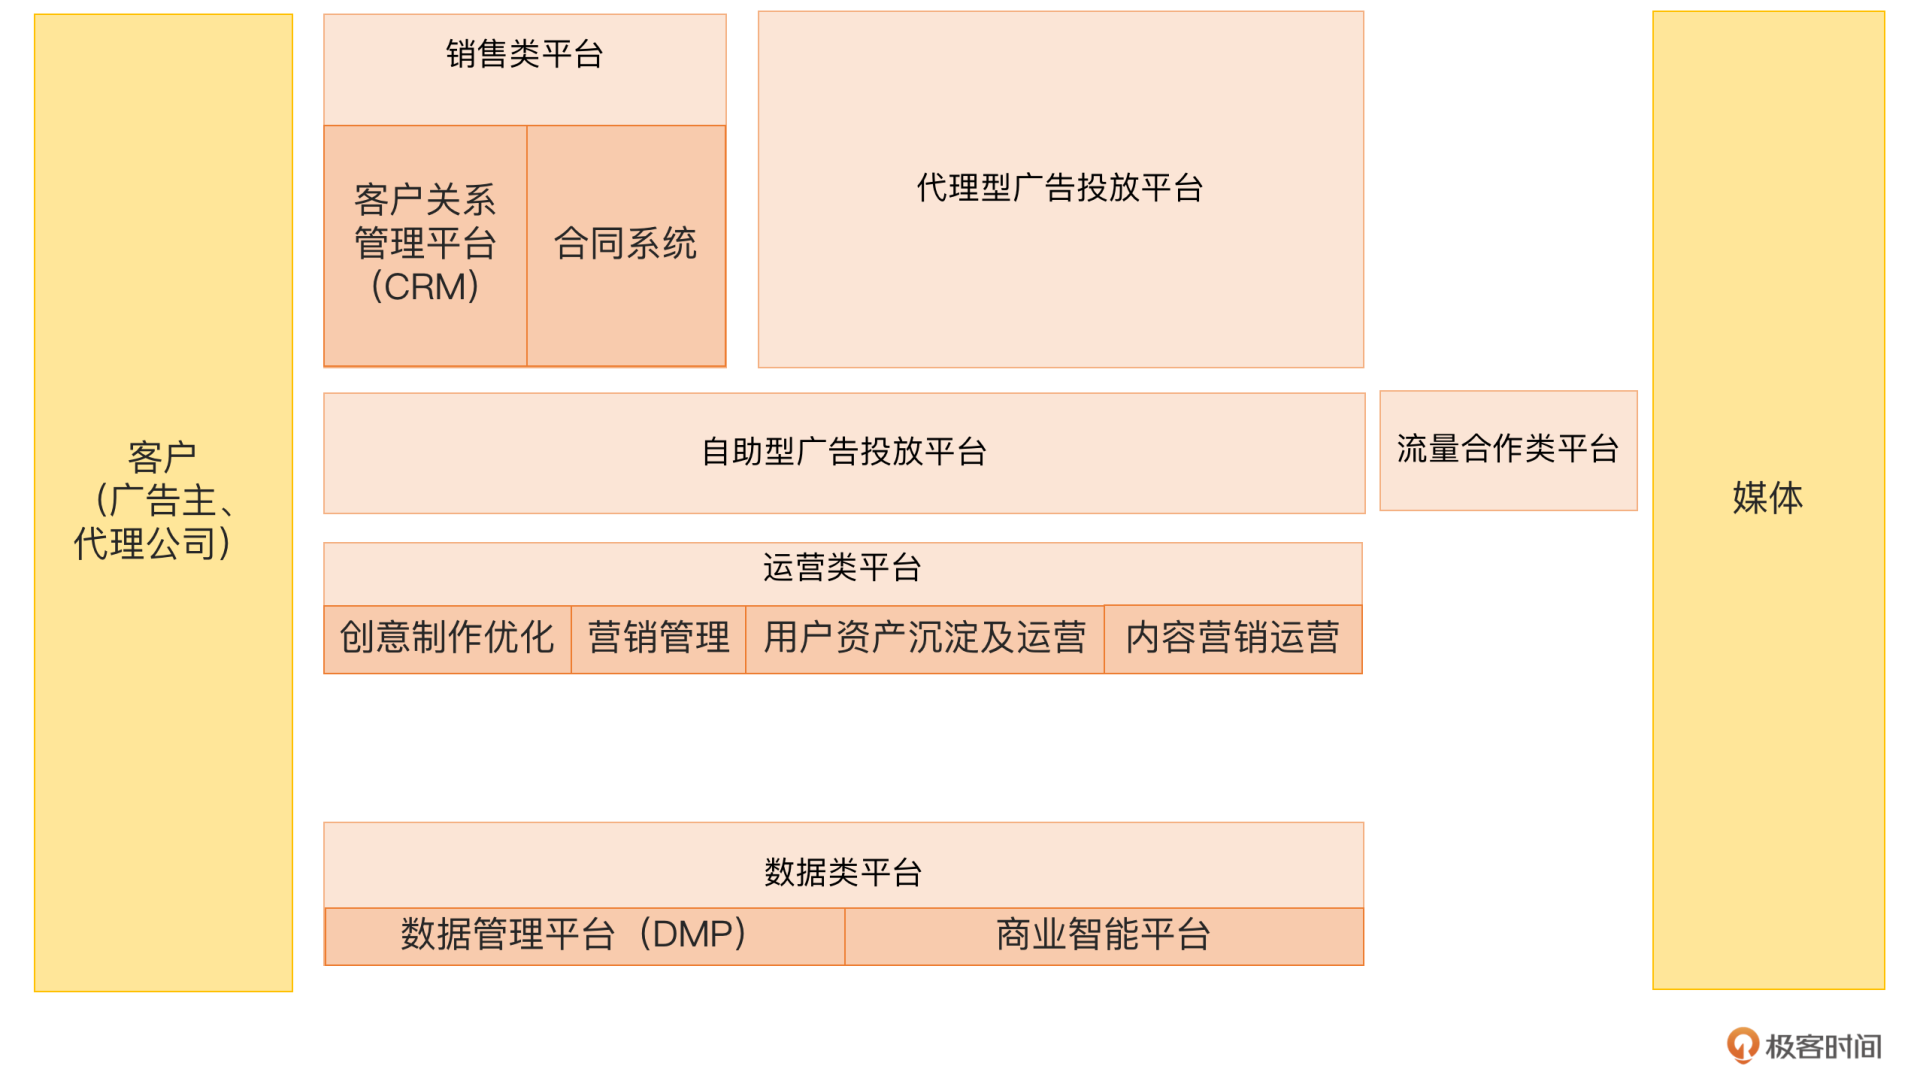 客户
（广告主、
代理公司）
销售类平台
客户关系
管理平台
（CRM）
合同系统
代理型广告投放平台
自助型广告投放平台
流量合作类平台
运营类平台
创意制作优化
营销管理
用户资产沉淀及运营
内容营销运营
数据类平台
数据管理平台（DMP）
商业智能平台
媒体
极客时间